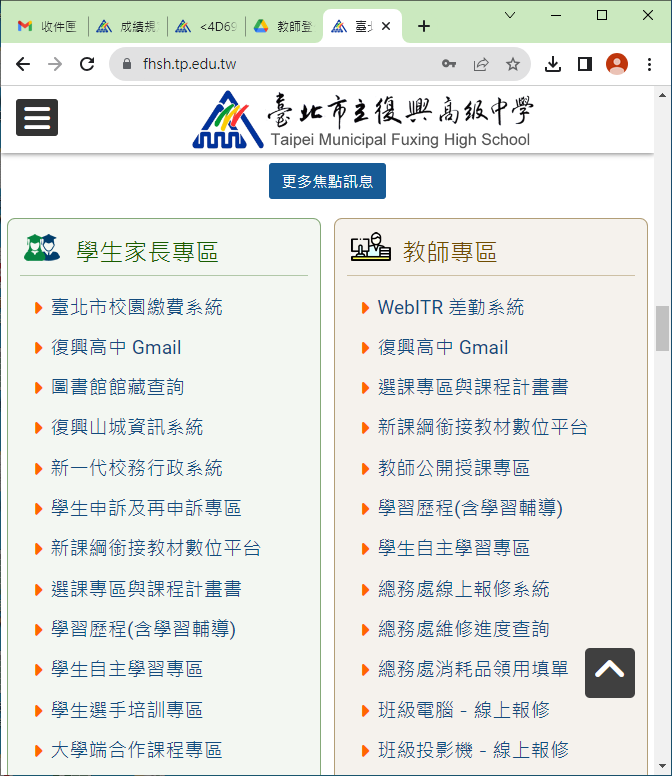 收件匣
成績規
<4D69
教師登
臺北
fhsh.tp.edu.tw
臺北市立復興高級中學
Taipei Municipal Fuxing High School
更多焦點訊息
學生家長專區
臺北市校園繳費系統
復興高中 Gmail
圖書館館藏查詢
復興山城資訊系統
新一代校務行政系統
學生申訴及再申訴專區
新課綱銜接教材數位平台
選課專區與課程計畫書
學習歷程(含學習輔導)
學生自主學習專區
學生選手培訓專區
大學端合作課程專區
教師專區
WebITR 差勤系統
復興高中 Gmail
選課專區與課程計畫書
新課綱銜接教材數位平台
教師公開授課專區
學習歷程(含學習輔導)
學生自主學習專區
總務處線上報修系統
總務處維修進度查詢
總務處消耗品領用填單
班級電腦 - 線上報修
班級投影機 - 線上報修